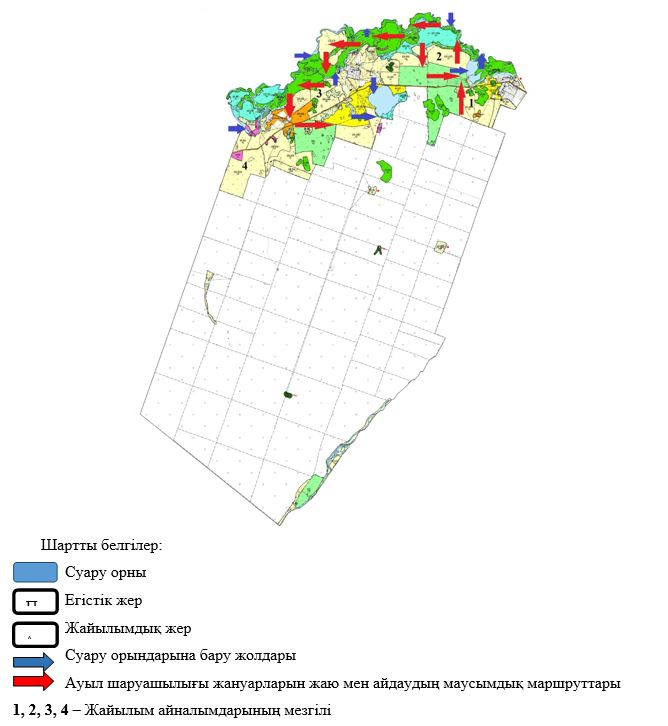 2
3
1
4
Шартты белгілер:
Суару орны
Егістік жер
Жайылымдық жер
Суару орындарына бару жолдары
Ауыл шаруашылығы жануарларын жаю мен айдаудың маусымдық маршруттары
1, 2, 3, 4 – Жайылым айналымдарының мезгілі